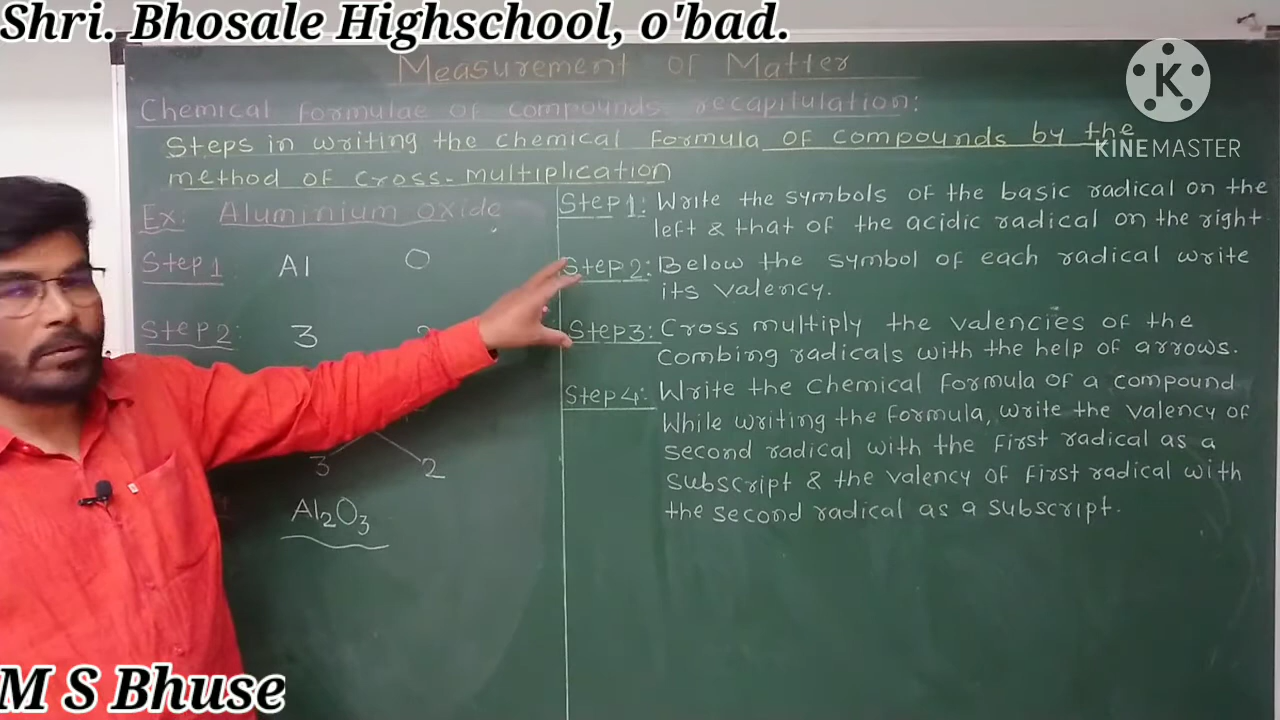 Shri. Bhosale Highschool, o'bad.
Measurement of Matter
K
KINEMASTER
Chemical formulae of compounds - recapitulation:
Steps in writing the chemical formula of compounds by the
method of cross-multiplication
Ex: Aluminium oxide
Step 1 Al O
Step 2: 3
3 2
Al₂O₃
Step 1: Write the symbols of the basic radical on the
left & that of the acidic radical on the right
Step 2: Below the symbol of each radical write
its valency.
Step 3: Cross multiply the valencies of the
combing radicals with the help of arrows.
Step 4: Write the chemical formula of a compound
While writing the formula, write the valency of
second radical with the first radical as a
subscript & the valency of first radical with
the second radical as a subscript.
M S Bhuse